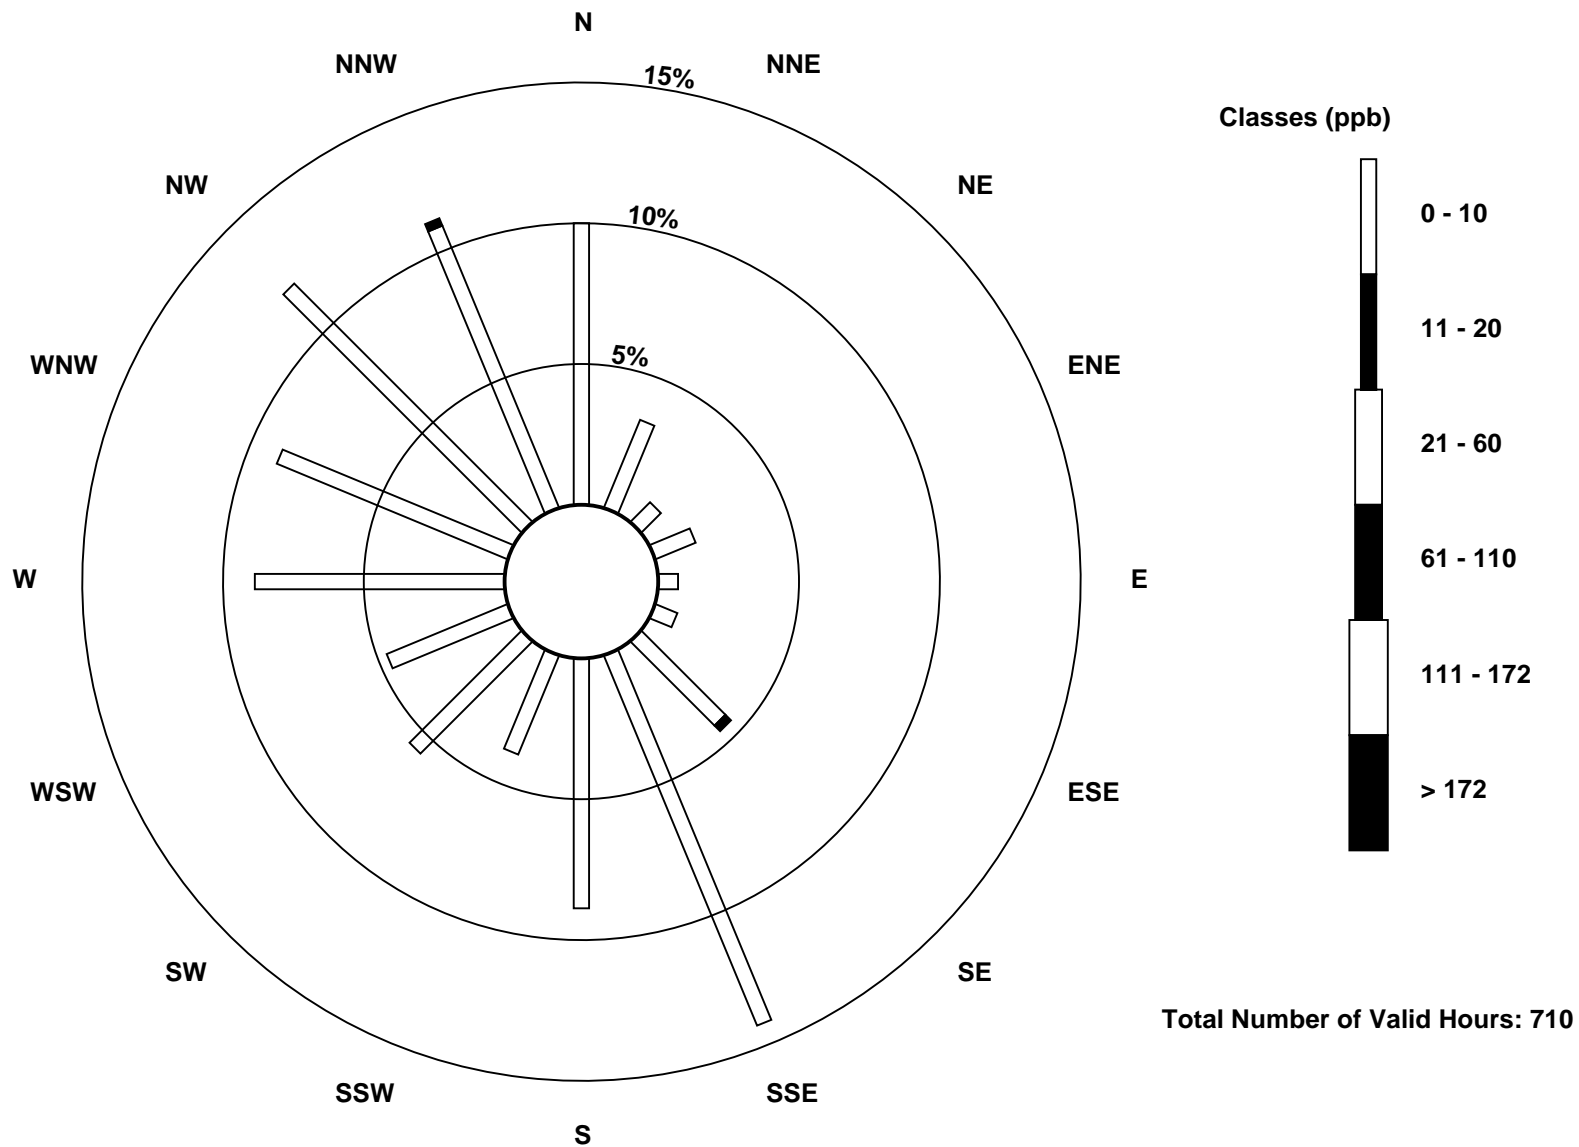 N
NNW
NNE
15%
Classes (ppb)
NW
NE
0 - 10
10%
11 - 20
5%
WNW
ENE
21 - 60
W
E
61 - 110
111 - 172
WSW
ESE
> 172
SW
SE
Total Number of Valid Hours: 710
SSW
SSE
S